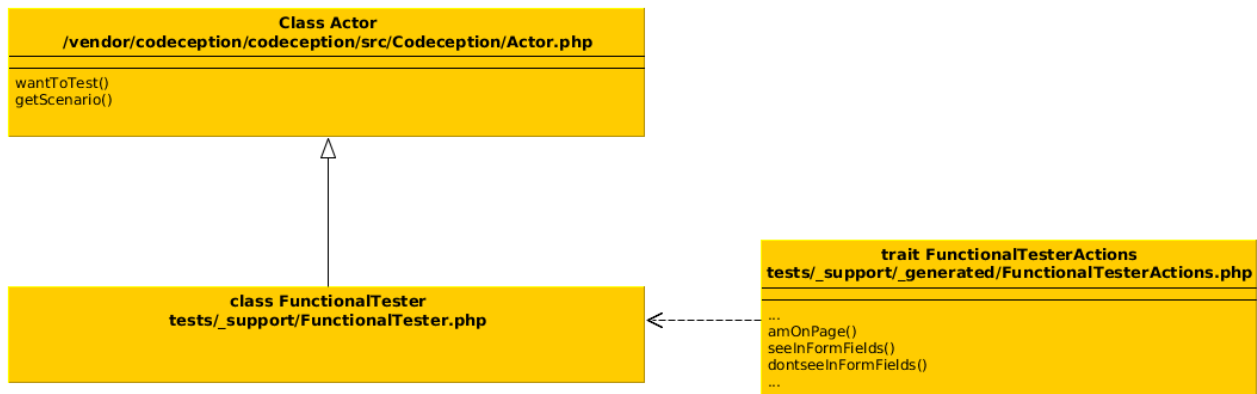 Class Actor
/vendor/codeception/codeception/src/Codeception/Actor.php
wantToTest()
getScenario()
class FunctionalTester
tests/_support/FunctionalTester.php
trait FunctionalTesterActions
tests/_support/_generated/FunctionalTesterActions.php
...
amOnPage()
seeInFormFields()
dontseeInFormFields()
...